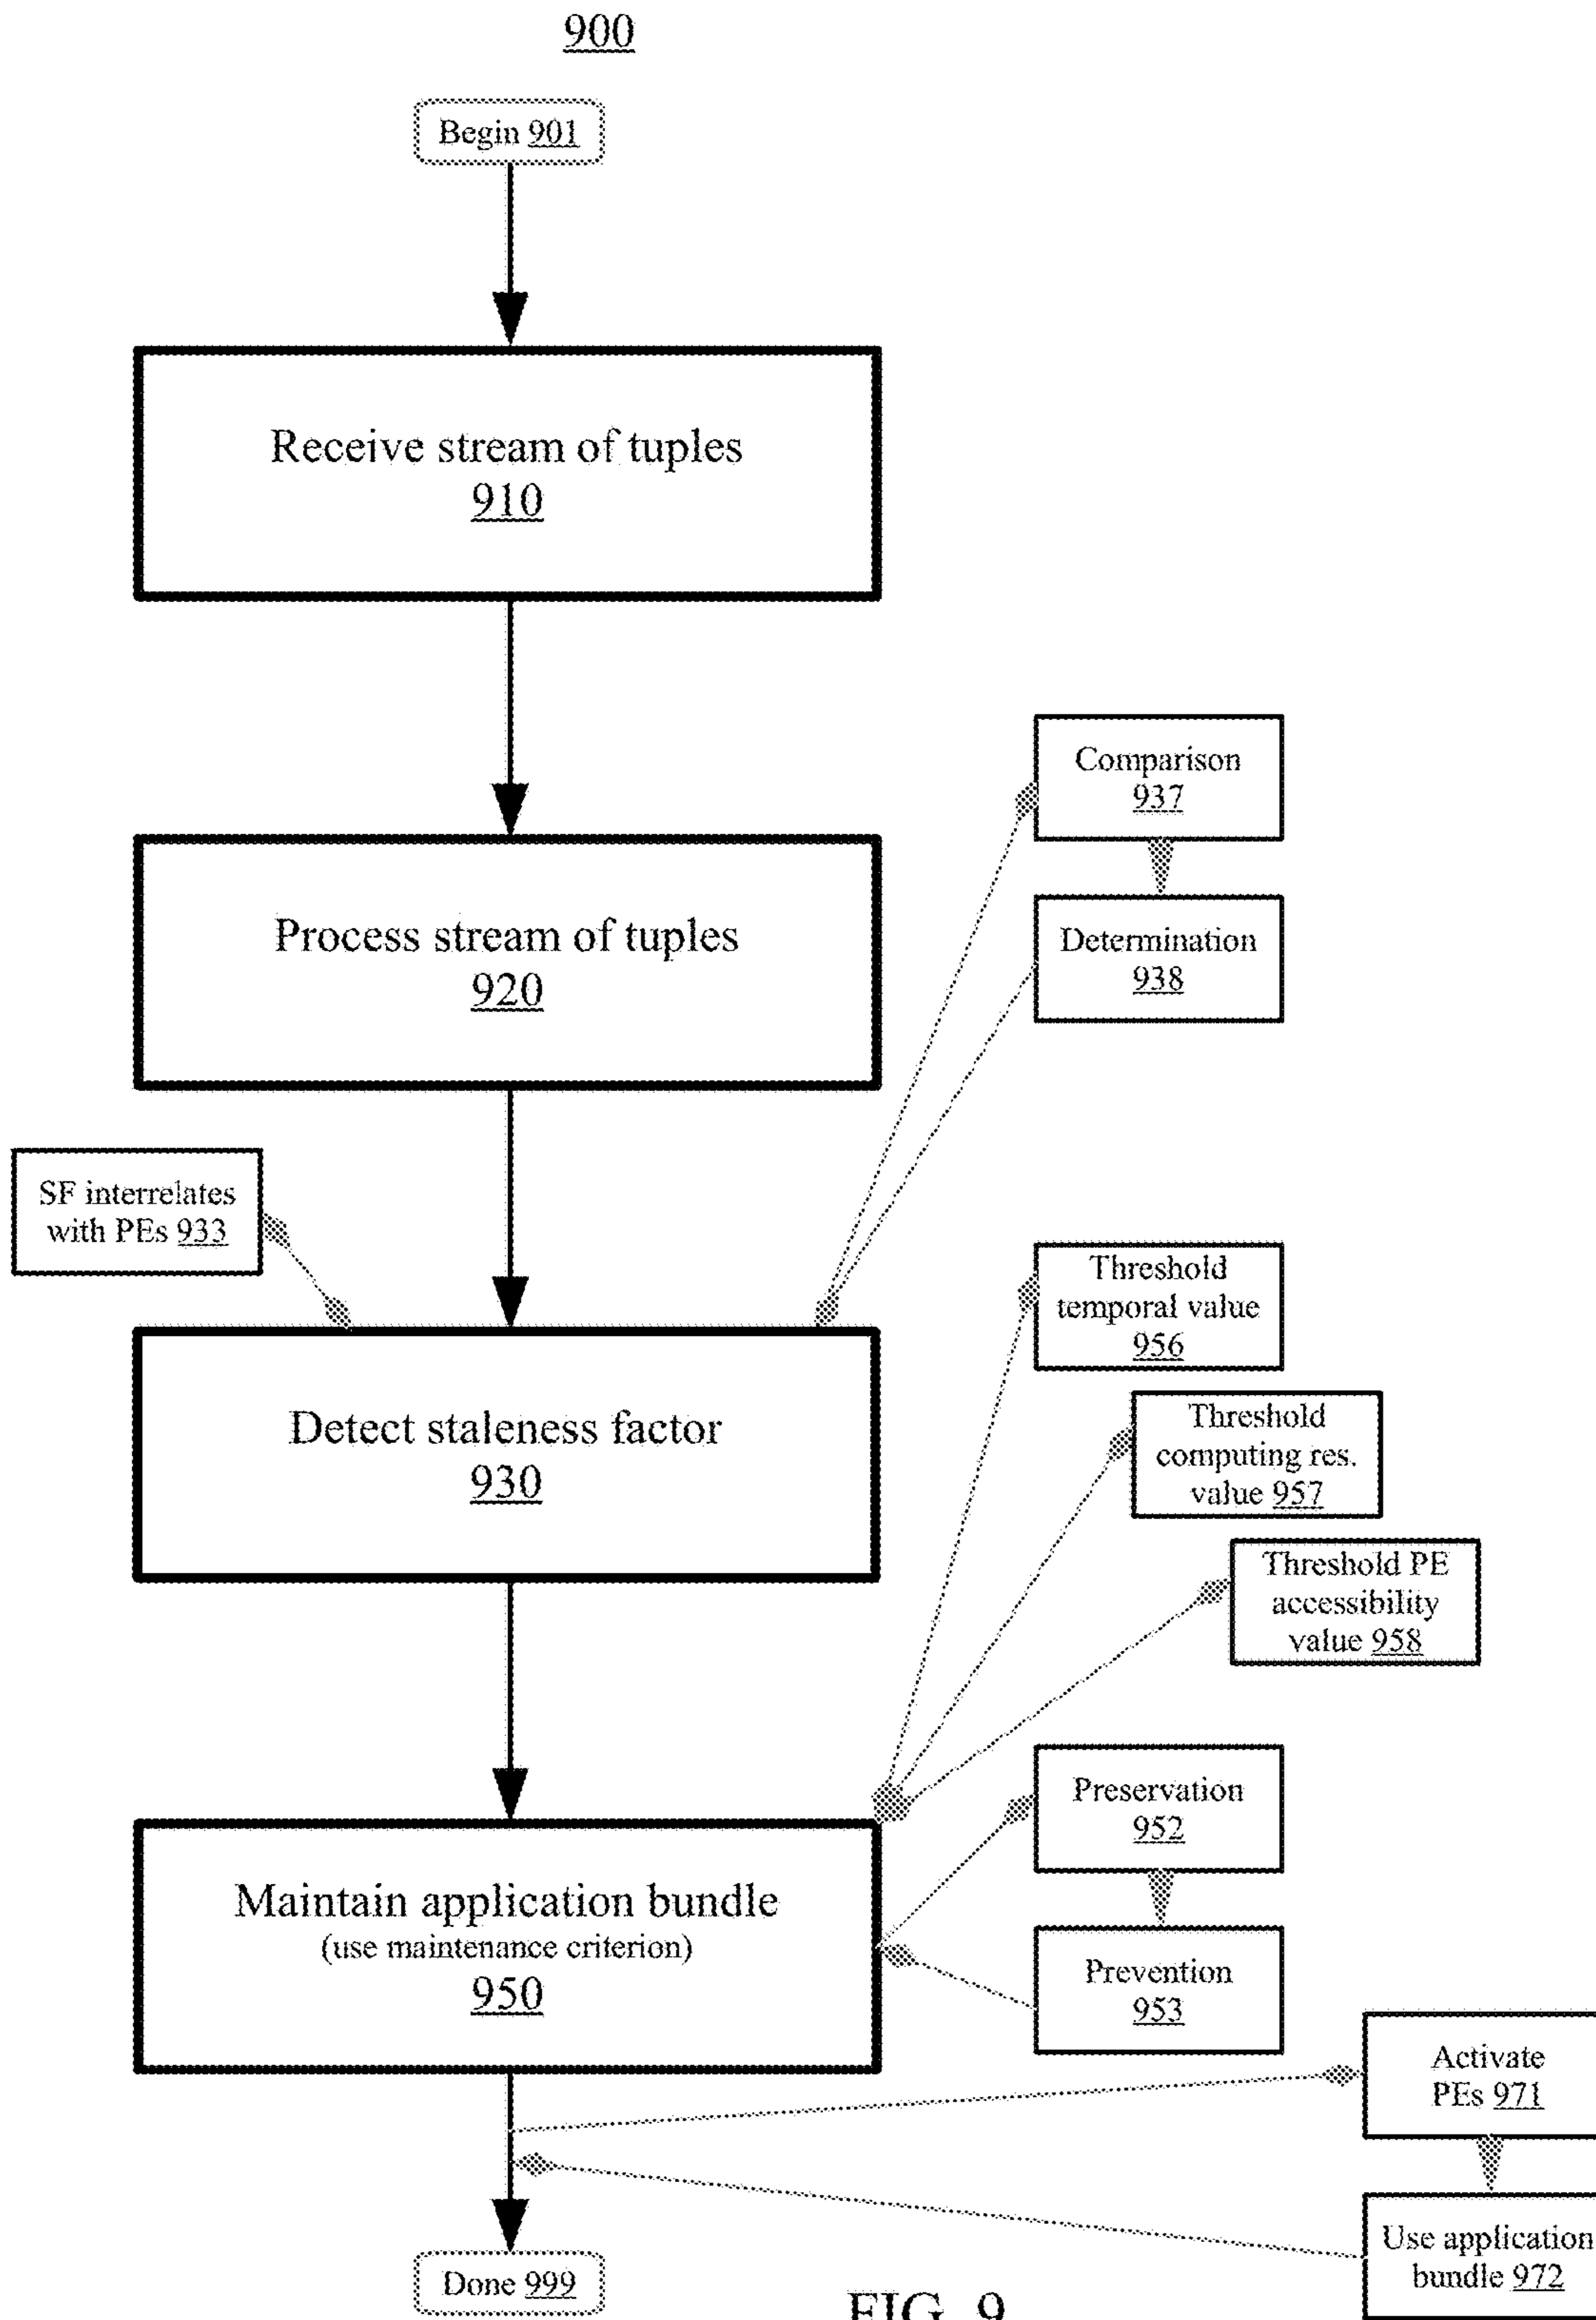 900
Begin 901
Receive stream of tuples
910
Process stream of tuples
920
Comparison
937
Determination
938
SF interrelates
with PEs 933
Detect staleness factor
930
Threshold
temporal value
956
Threshold
computing res.
value 957
Threshold PE
accessibility
value 958
Maintain application bundle
(use maintenance criterion)
950
Preservation
952
Prevention
953
Activate
PEs 971
Use application
bundle 972
Done 999
FIG. 9